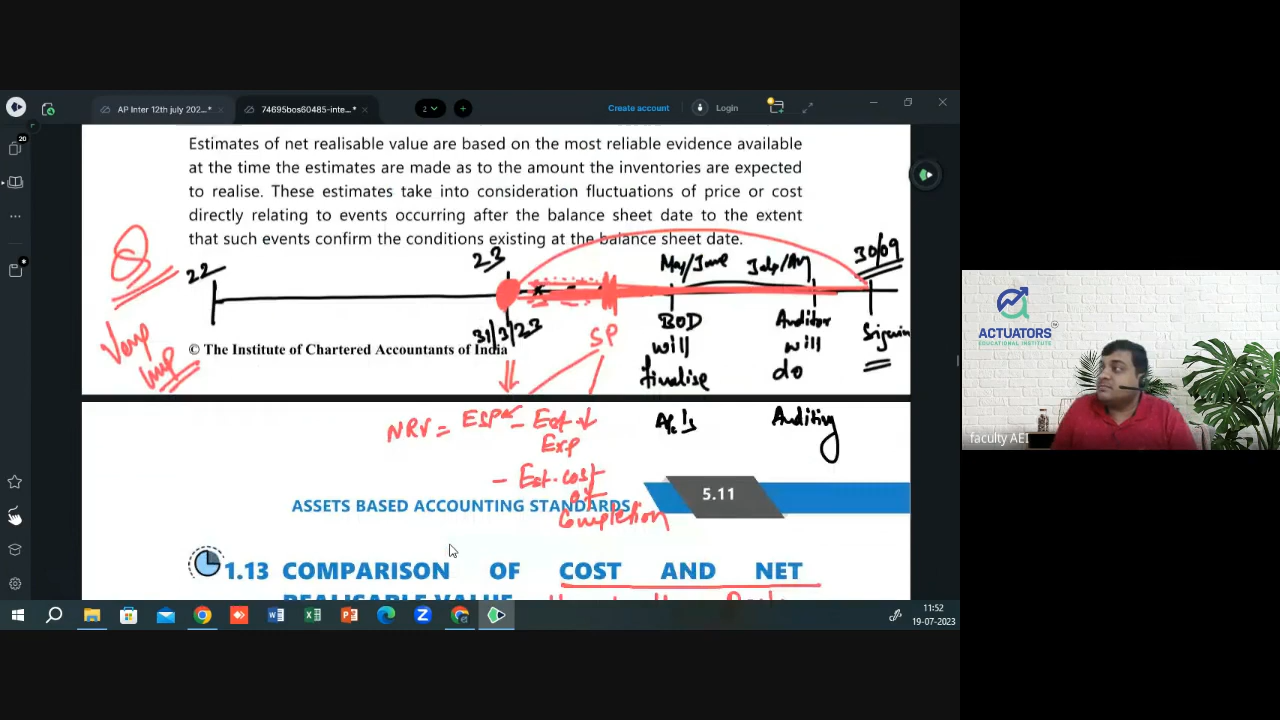 AP Inter 12th july 202...*
74695bos60485-inte...*
2
Create account
Login
20
Estimates of net realisable value are based on the most reliable evidence available
at the time the estimates are made as to the amount the inventories are expected
to realise. These estimates take into consideration fluctuations of price or cost
directly relating to events occurring after the balance sheet date to the extent
that such events confirm the conditions existing at the balance sheet date.
22
23
May/June
July/Aug
30/09
31/3/23
SP
BOD
will
finalise
A/c's
Auditor
will
do
Auditing
Very
Imp
© The Institute of Chartered Accountants of India
NRV = ESP - Est.
Exp
- Est. cost
of
Completion
ASSETS BASED ACCOUNTING STANDARDS
5.11
1.13 COMPARISON OF COST AND NET
REALISABLE VALUE
11:52
19-07-2023
ACTUATORS
EDUCATIONAL INSTITUTE
faculty AEI